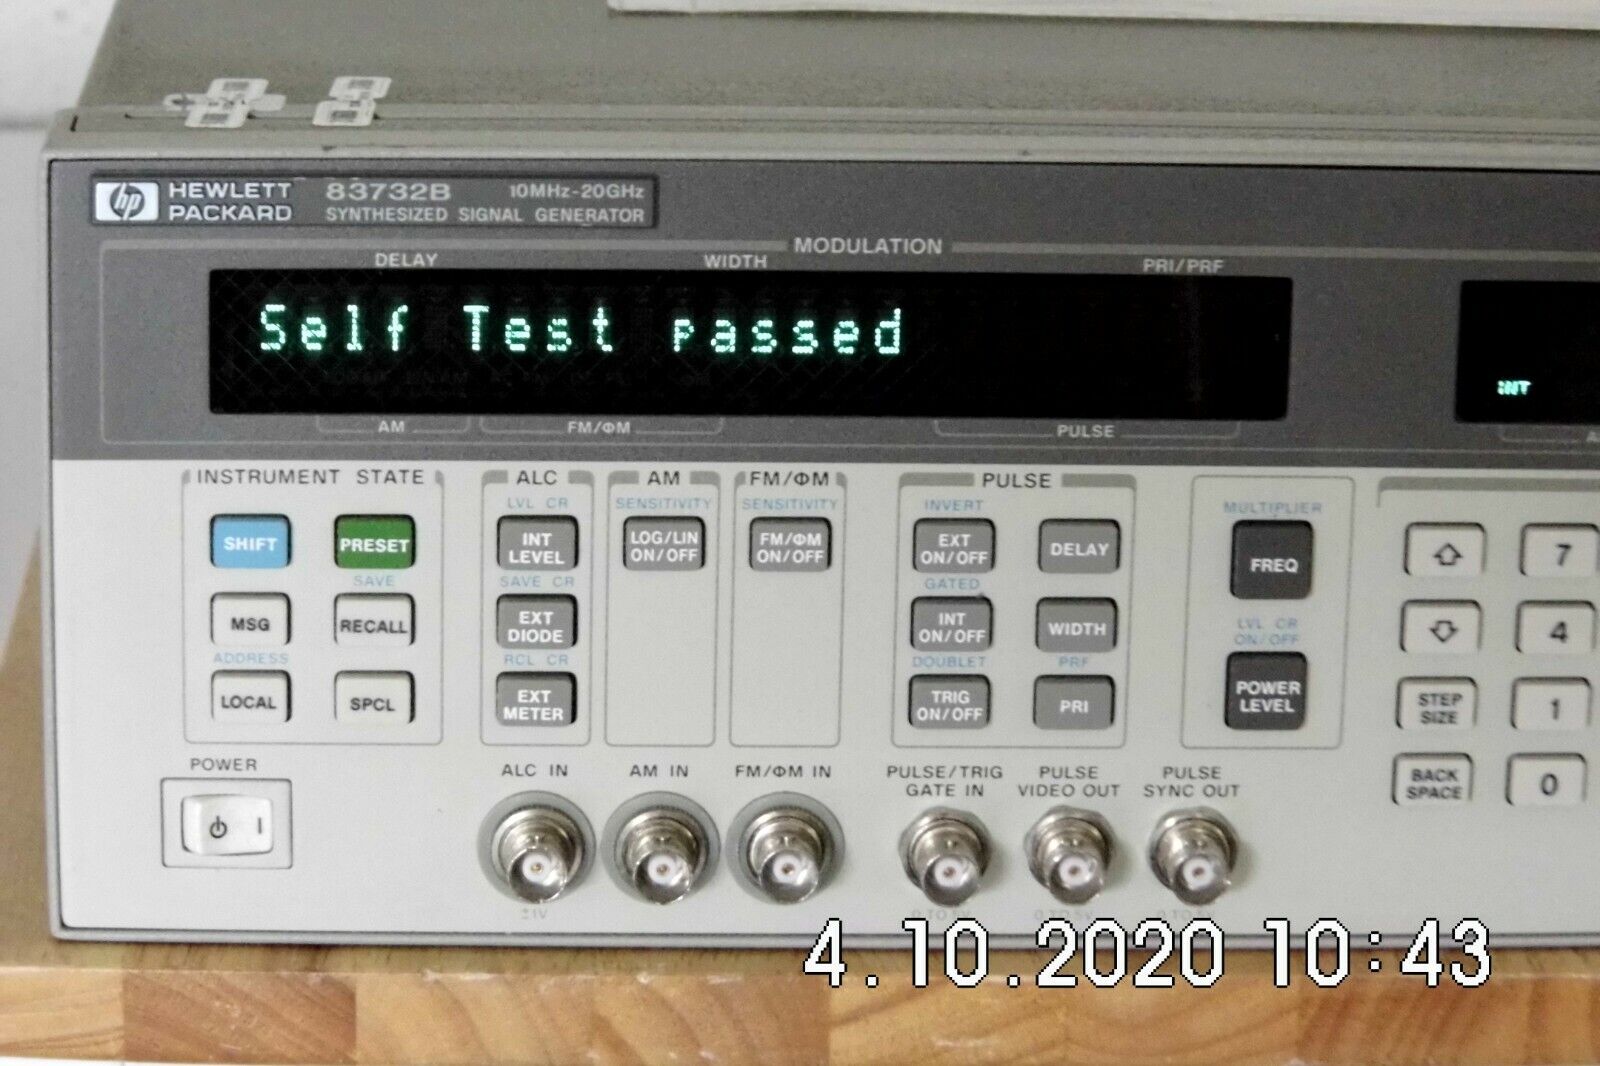 hp HEWLETT PACKARD 83732B 10MHz-20GHz
SYNTHESIZED SIGNAL GENERATOR
MODULATION
DELAY WIDTH PRI/PRF
Self Test passed
INT
AM FM/ΦM PULSE
INSTRUMENT STATE
SHIFT PRESET
SAVE
MSG RECALL
ADDRESS
LOCAL SPCL
POWER
ALC
LVL CR
INT LEVEL
SAVE CR
EXT DIODE
RCL CR
EXT METER
AM
SENSITIVITY
LOG/LIN ON/OFF
FM/ΦM
SENSITIVITY
FM/ΦM ON/OFF
PULSE
INVERT
EXT ON/OFF DELAY
GATED
INT ON/OFF WIDTH
DOUBLET PRF
TRIG ON/OFF PRI
MULTIPLIER
FREQ
LVL CR
ON/OFF
POWER LEVEL
7
4
STEP SIZE 1
BACK SPACE 0
ALC IN AM IN FM/ΦM IN
PULSE/TRIG GATE IN
PULSE VIDEO OUT
PULSE SYNC OUT
4.10.2020 10:43